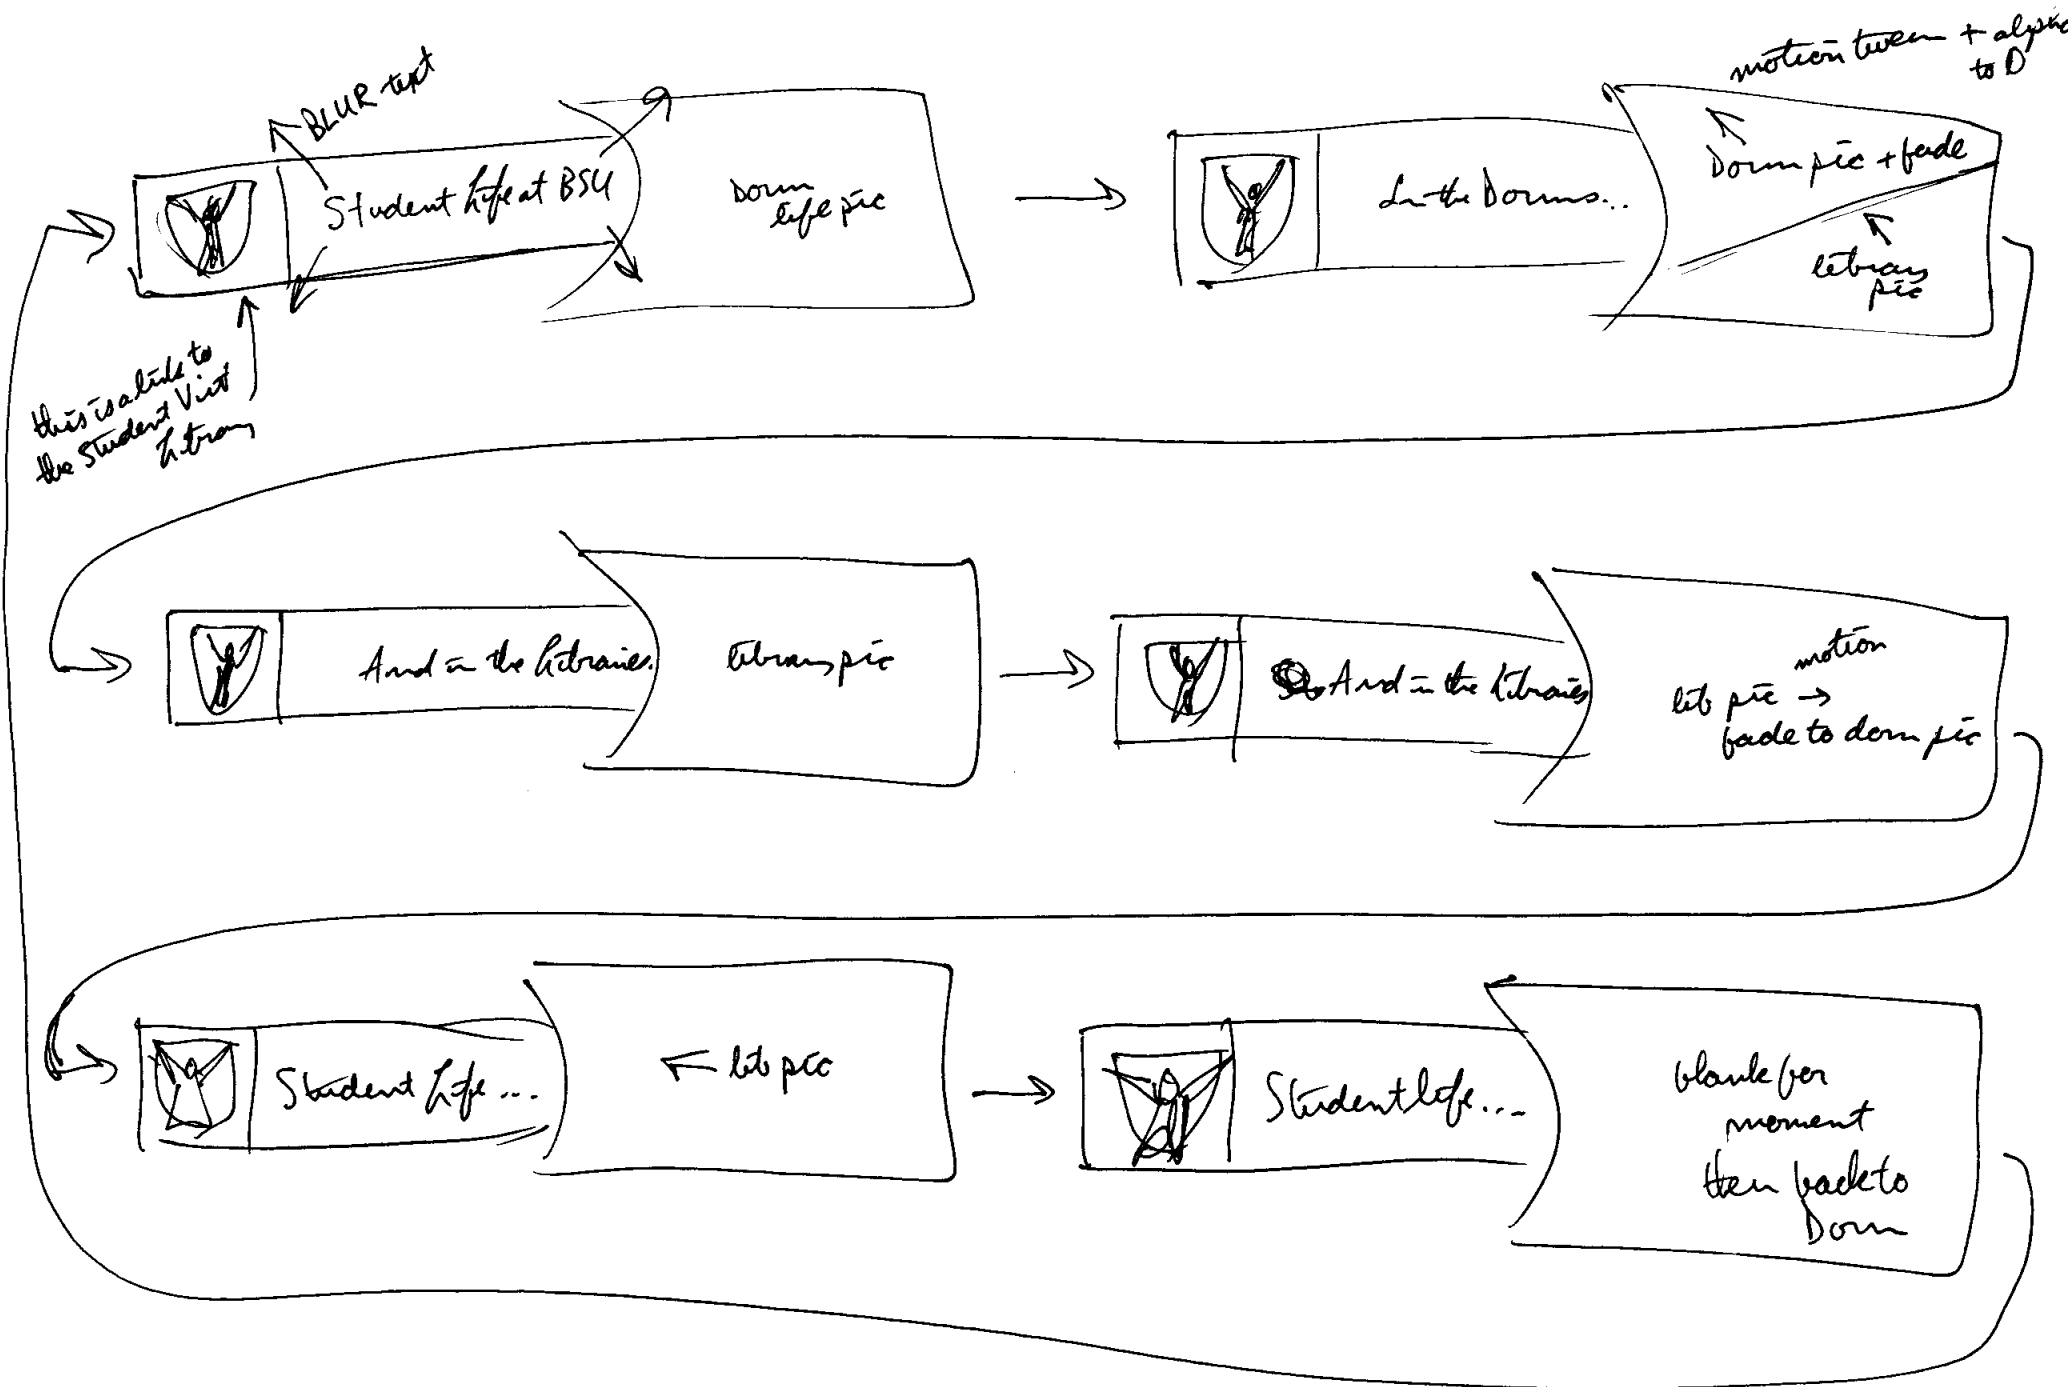 BLUR text
Student Life at BSU
Dorm
life pic
this is a link to
the Student
In the Dorms...
motion tween + alpha
to D
Dorm pic + fade
library
pic
And in the Libraries.
library pic
And in the Libraries
motion
lib pic →
fade to dorm pic
Student Life...
← lib pic
Student life....
blank for
moment
then back to
Dorm